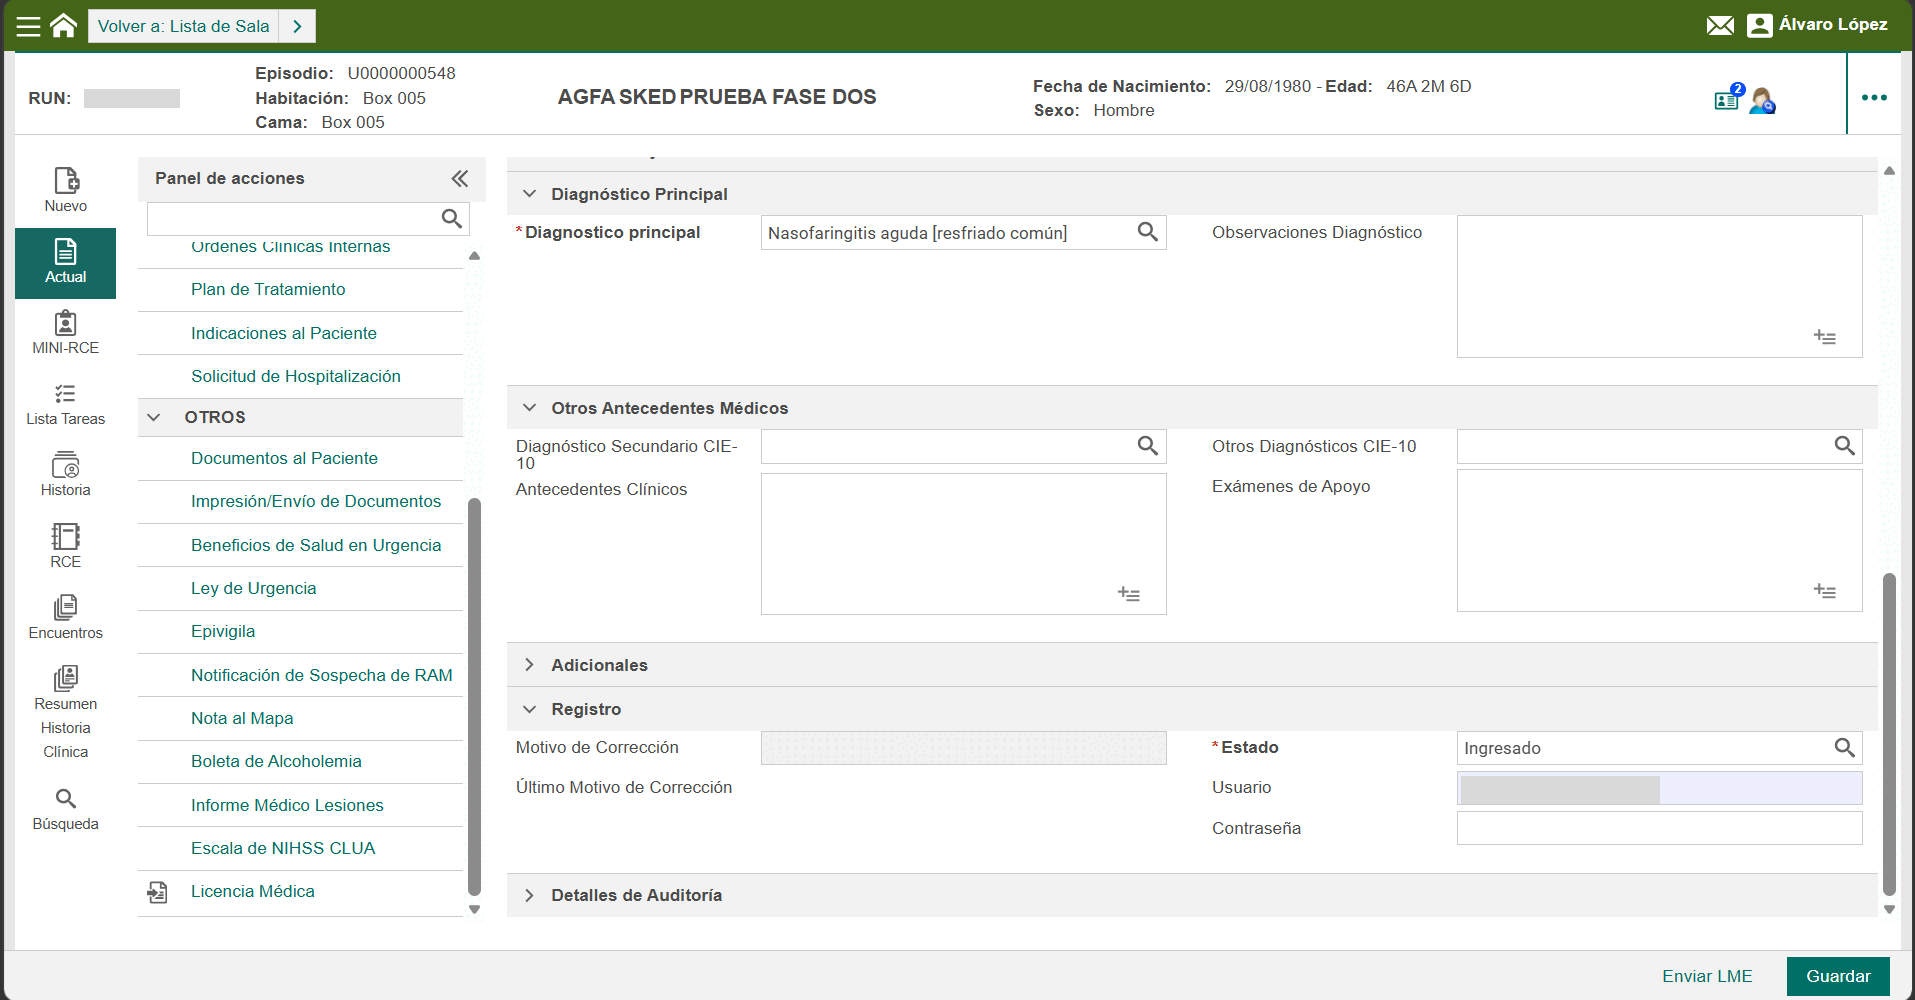 Volver a: Lista de Sala
Álvaro López
RUN:
Episodio: U0000000548
Habitación: Box 005
Cama: Box 005
AGFA SKED PRUEBA FASE DOS
Fecha de Nacimiento: 29/08/1980 - Edad: 46A 2M 6D
Sexo: Hombre
2
Nuevo
Actual
MINI-RCE
Lista Tareas
Historia
RCE
Encuentros
Resumen
Historia
Clínica
Búsqueda
Panel de acciones
Órdenes Clínicas Internas
Plan de Tratamiento
Indicaciones al Paciente
Solicitud de Hospitalización
OTROS
Documentos al Paciente
Impresión/Envío de Documentos
Beneficios de Salud en Urgencia
Ley de Urgencia
Epivigila
Notificación de Sospecha de RAM
Nota al Mapa
Boleta de Alcoholemia
Informe Médico Lesiones
Escala de NIHSS CLUA
Licencia Médica
Diagnóstico Principal
*Diagnostico principal
Nasofaringitis aguda [resfriado común]
Observaciones Diagnóstico
Otros Antecedentes Médicos
Diagnóstico Secundario CIE-
10
Otros Diagnósticos CIE-10
Antecedentes Clínicos
Exámenes de Apoyo
Adicionales
Registro
Motivo de Corrección
*Estado
Ingresado
Último Motivo de Corrección
Usuario
Contraseña
Detalles de Auditoría
Enviar LME
Guardar